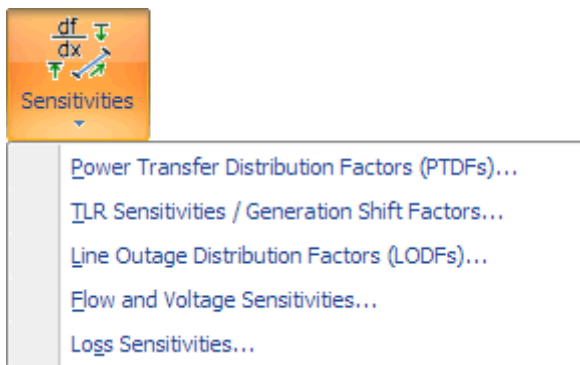 df
dx
Sensitivities
Power Transfer Distribution Factors (PTDFs)...
TLR Sensitivities / Generation Shift Factors...
Line Outage Distribution Factors (LODFs)...
Flow and Voltage Sensitivities...
Loss Sensitivities...